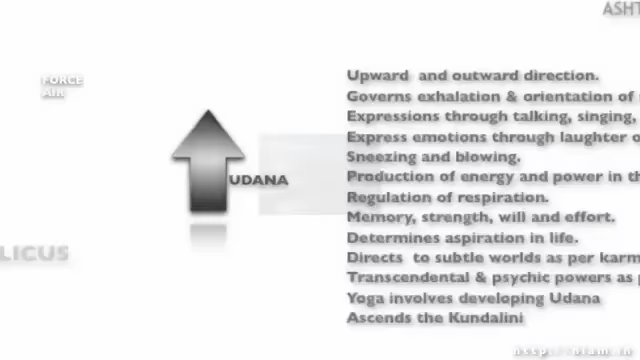 ASHT
FORCE
Air
UDANA
LICUS
Upward and outward direction.
Governs exhalation & orientation of
Expressions through talking, singing,
Express emotions through laughter o
Sneezing and blowing.
Production of energy and power in th
Regulation of respiration.
Memory, strength, will and effort.
Determines aspiration in life.
Directs to subtle worlds as per karm
Transcendental & psychic powers as p
Yoga involves developing Udana
Ascends the Kundalini